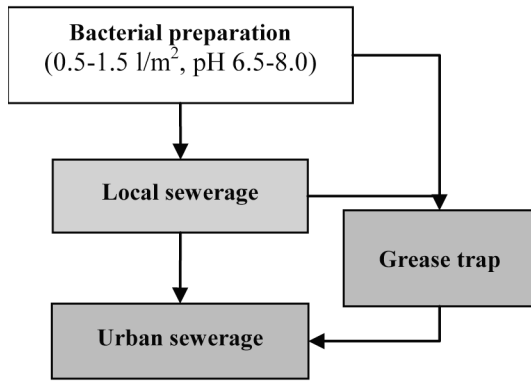 Bacterial preparation
(0.5-1.5 l/m², pH 6.5-8.0)
Local sewerage
Grease trap
Urban sewerage